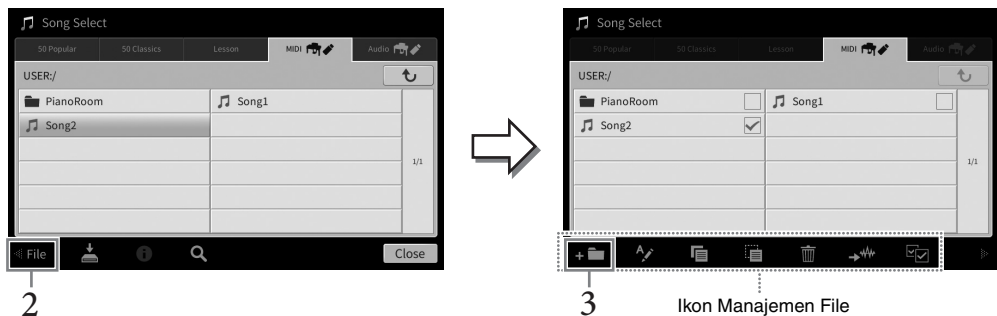 Song Select
50 Popular 50 Classics Lesson MIDI Audio
USER:/
PianoRoom Song1
Song2
1/1
File Close
2
Song Select
50 Popular 50 Classics Lesson MIDI Audio
USER:/
PianoRoom Song1
Song2
1/1
3
Ikon Manajemen File